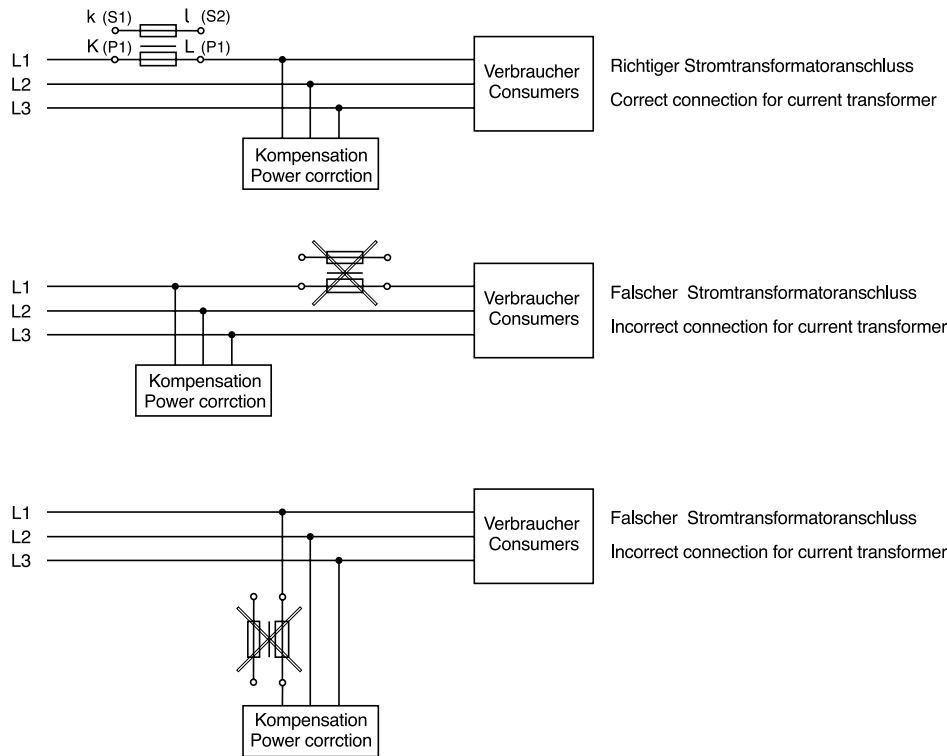 k (S1) l (S2)
K (P1) L (P1)
L1
L2
L3
Verbraucher
Consumers
Kompensation
Power corrction
Richtiger Stromtransformatoranschluss
Correct connection for current transformer
L1
L2
L3
Verbraucher
Consumers
Kompensation
Power corrction
Falscher Stromtransformatoranschluss
Incorrect connection for current transformer
L1
L2
L3
Verbraucher
Consumers
Kompensation
Power corrction
Falscher Stromtransformatoranschluss
Incorrect connection for current transformer